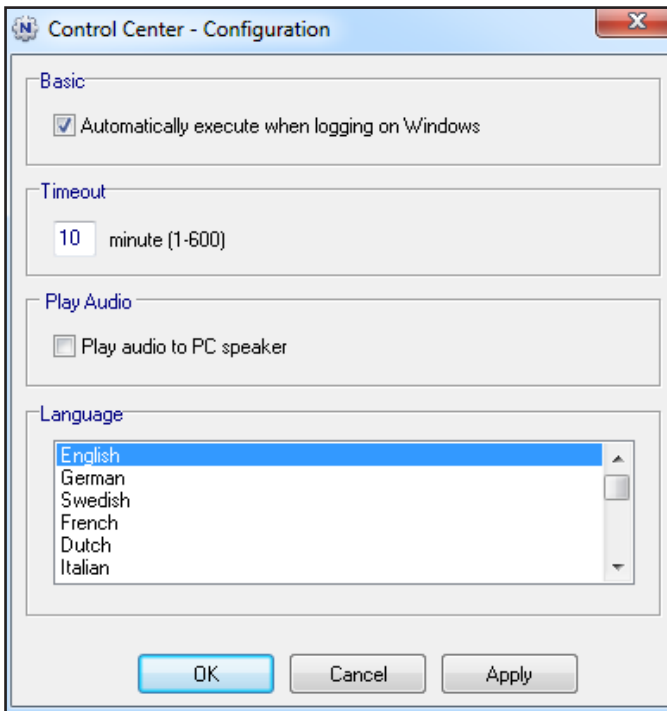 N Control Center - Configuration
Basic
Automatically execute when logging on Windows
Timeout
10 minute (1-600)
Play Audio
Play audio to PC speaker
Language
English
German
Swedish
French
Dutch
Italian
OK Cancel Apply